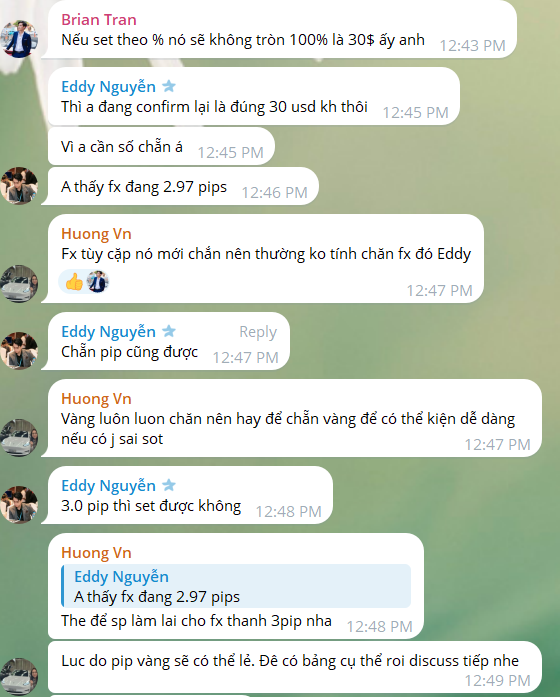 Brian Tran
Nếu set theo % nó sẽ không tròn 100% là 30$ ấy anh 12:43 PM
Eddy Nguyễn
Thì a đang confirm lại là đúng 30 usd kh thôi 12:45 PM
Vì a cần số chẵn á 12:45 PM
A thấy fx đang 2.97 pips 12:46 PM
Huong Vn
Fx tùy cặp nó mới chắn nên thường ko tính chăn fx đó Eddy
12:47 PM
Eddy Nguyễn Reply
Chẵn pip cũng được 12:47 PM
Huong Vn
Vàng luôn luon chăn nên hay để chẵn vàng để có thể kiện dễ dàng
nếu có j sai sot 12:47 PM
Eddy Nguyễn
3.0 pip thì set được không 12:48 PM
Huong Vn
Eddy Nguyễn
A thấy fx đang 2.97 pips
The để sp làm lai cho fx thanh 3pip nha 12:48 PM
Luc do pip vàng sẽ có thể lẻ. Đê có bảng cụ thể roi discuss tiếp nhe
12:49 PM